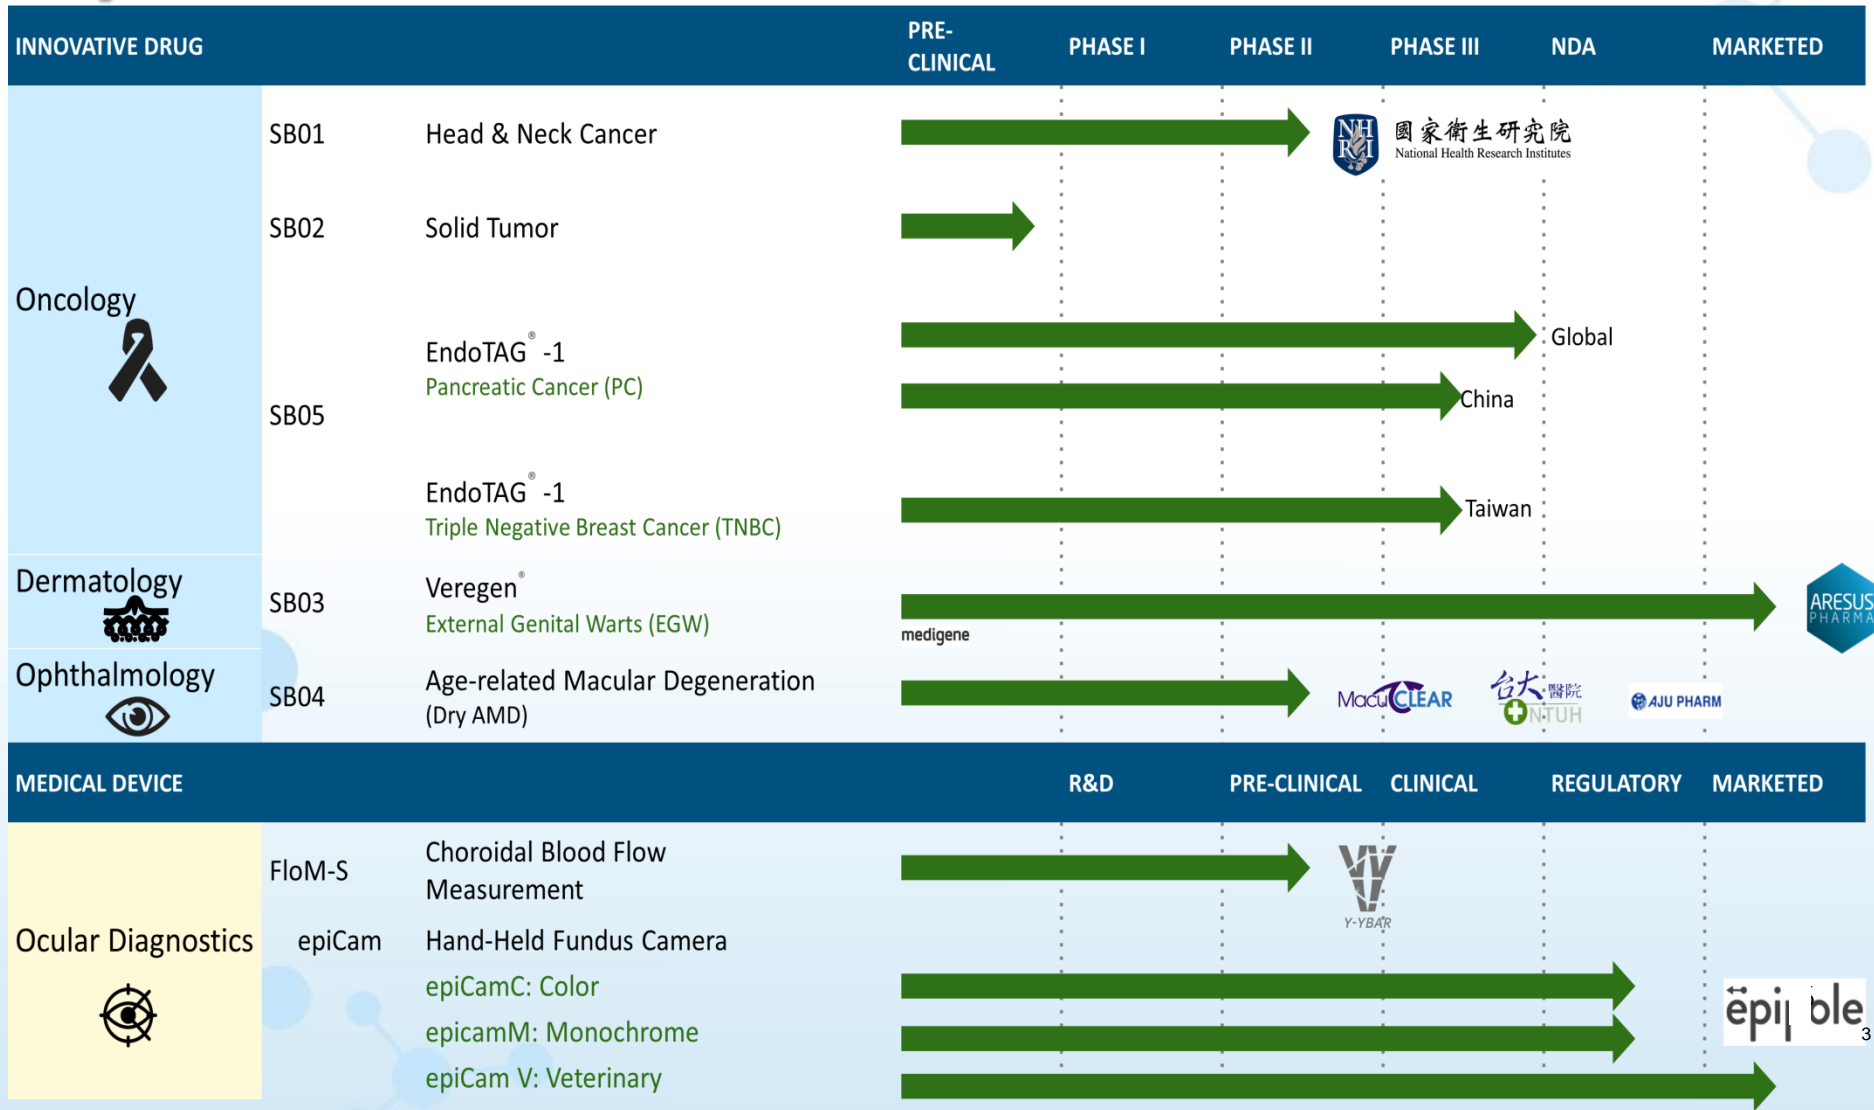 INNOVATIVE DRUG
PRE-
CLINICAL
PHASE I
PHASE II
PHASE III
NDA
MARKETED
Oncology
SB01
Head & Neck Cancer
NH
RI
國家衛生研究院
National Health Research Institutes
SB02
Solid Tumor
SB05
EndoTAG® -1
Pancreatic Cancer (PC)
Global
China
EndoTAG® -1
Triple Negative Breast Cancer (TNBC)
Taiwan
Dermatology
SB03
Veregen®
External Genital Warts (EGW)
medigene
ARESUS
PHARMA
Ophthalmology
SB04
Age-related Macular Degeneration
(Dry AMD)
MacuCLEAR
台大醫院
NTUH
AJU PHARM
MEDICAL DEVICE
R&D
PRE-CLINICAL
CLINICAL
REGULATORY
MARKETED
Ocular Diagnostics
FloM-S
Choroidal Blood Flow
Measurement
Y-YBAR
epiCam
Hand-Held Fundus Camera
epiCamC: Color
epicamM: Monochrome
epiCam V: Veterinary
3